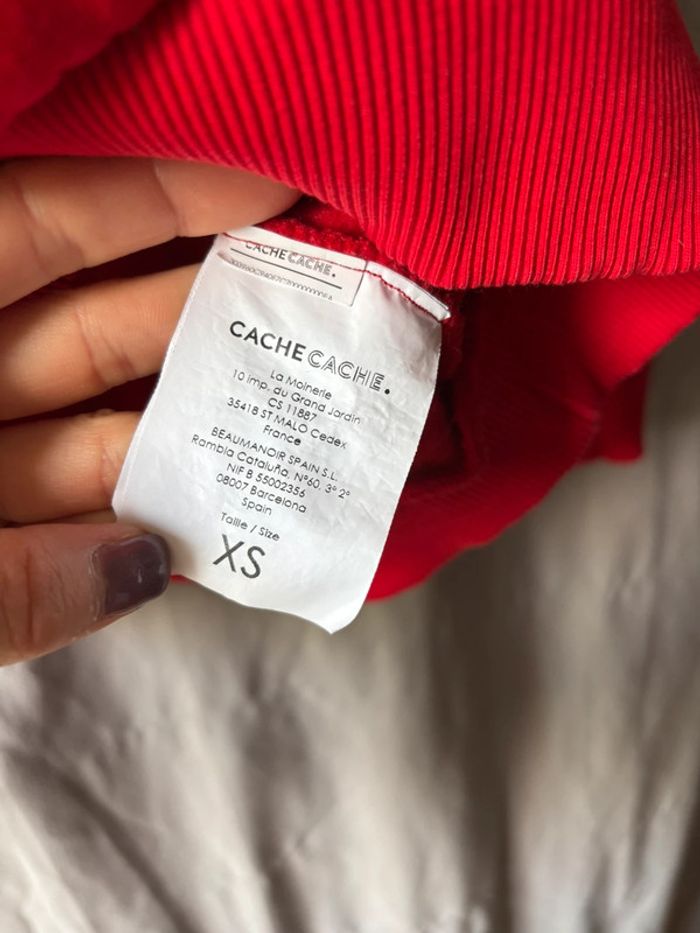 CACHE CACHE.
CACHE CACHE.
La Moinerie
10 imp. du Grand Jardin
CS 11887
35418 ST MALO Cedex
France
BEAUMANOIR SPAIN S.L.
Rambla Cataluña, Nº60, 3º 2º
NIF B 55002356
08007 Barcelona
Spain
Taille / Size
XS